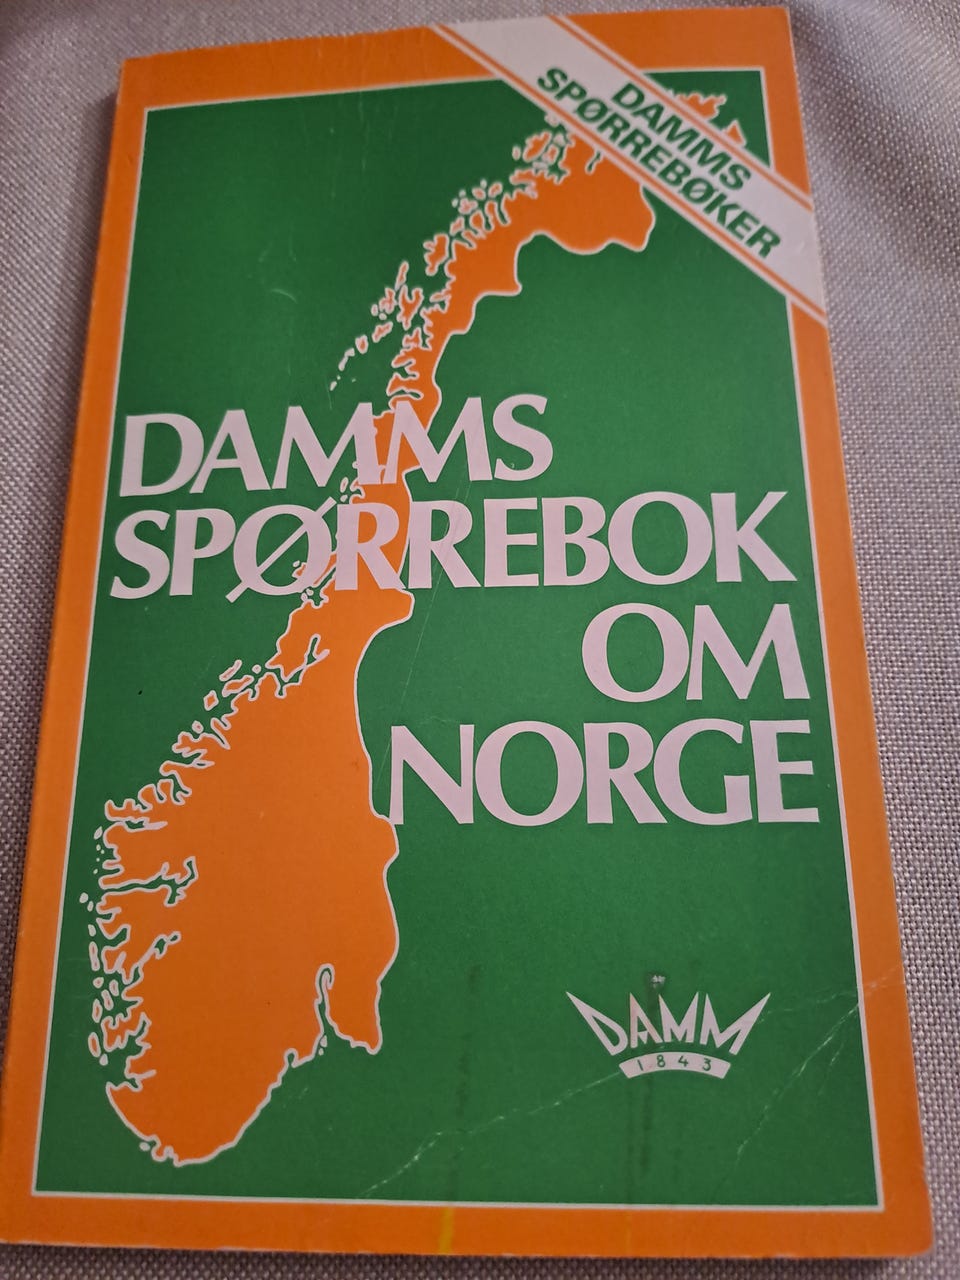 DAMMS
SPØRREBØKER
DAMMS
SPØRREBOK
OM
NORGE
DAMM
1843